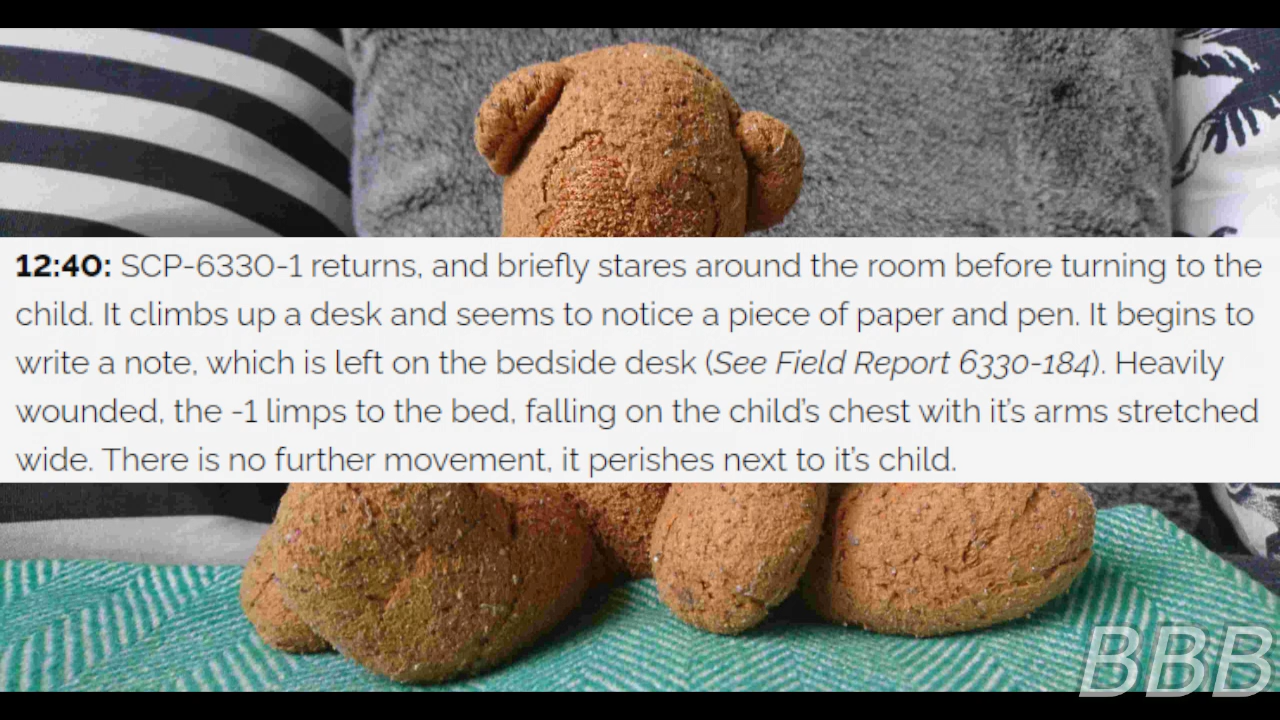 12:40: SCP-6330-1 returns, and briefly stares around the room before turning to the
child. It climbs up a desk and seems to notice a piece of paper and pen. It begins to
write a note, which is left on the bedside desk (See Field Report 6330-184). Heavily
wounded, the -1 limps to the bed, falling on the child's chest with it's arms stretched
wide. There is no further movement, it perishes next to it's child.
BBB